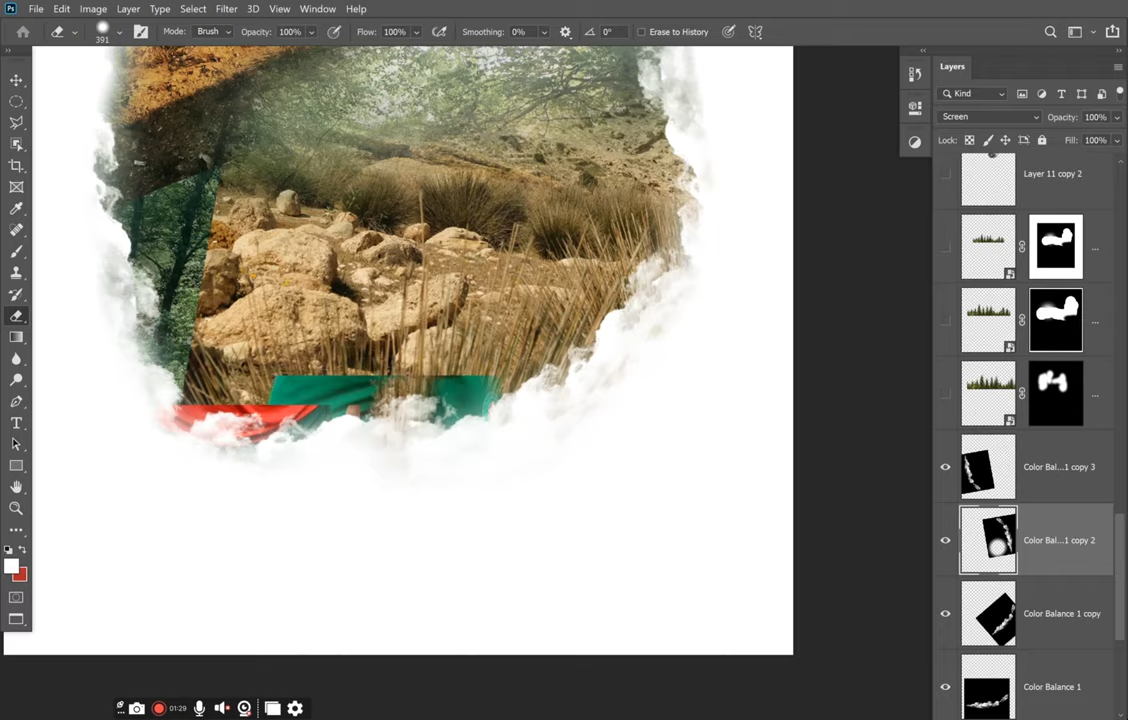 Ps File Edit Image Layer Type Select Filter 3D View Window Help
391 Mode: Brush Opacity: 100% Flow: 100% Smoothing: 0% 0° Erase to History
Layers
Kind
Screen Opacity: 100%
Lock: Fill: 100%
Layer 11 copy 2
...
...
...
Color Bal...1 copy 3
Color Bal...1 copy 2
Color Balance 1 copy
Color Balance 1
01:29